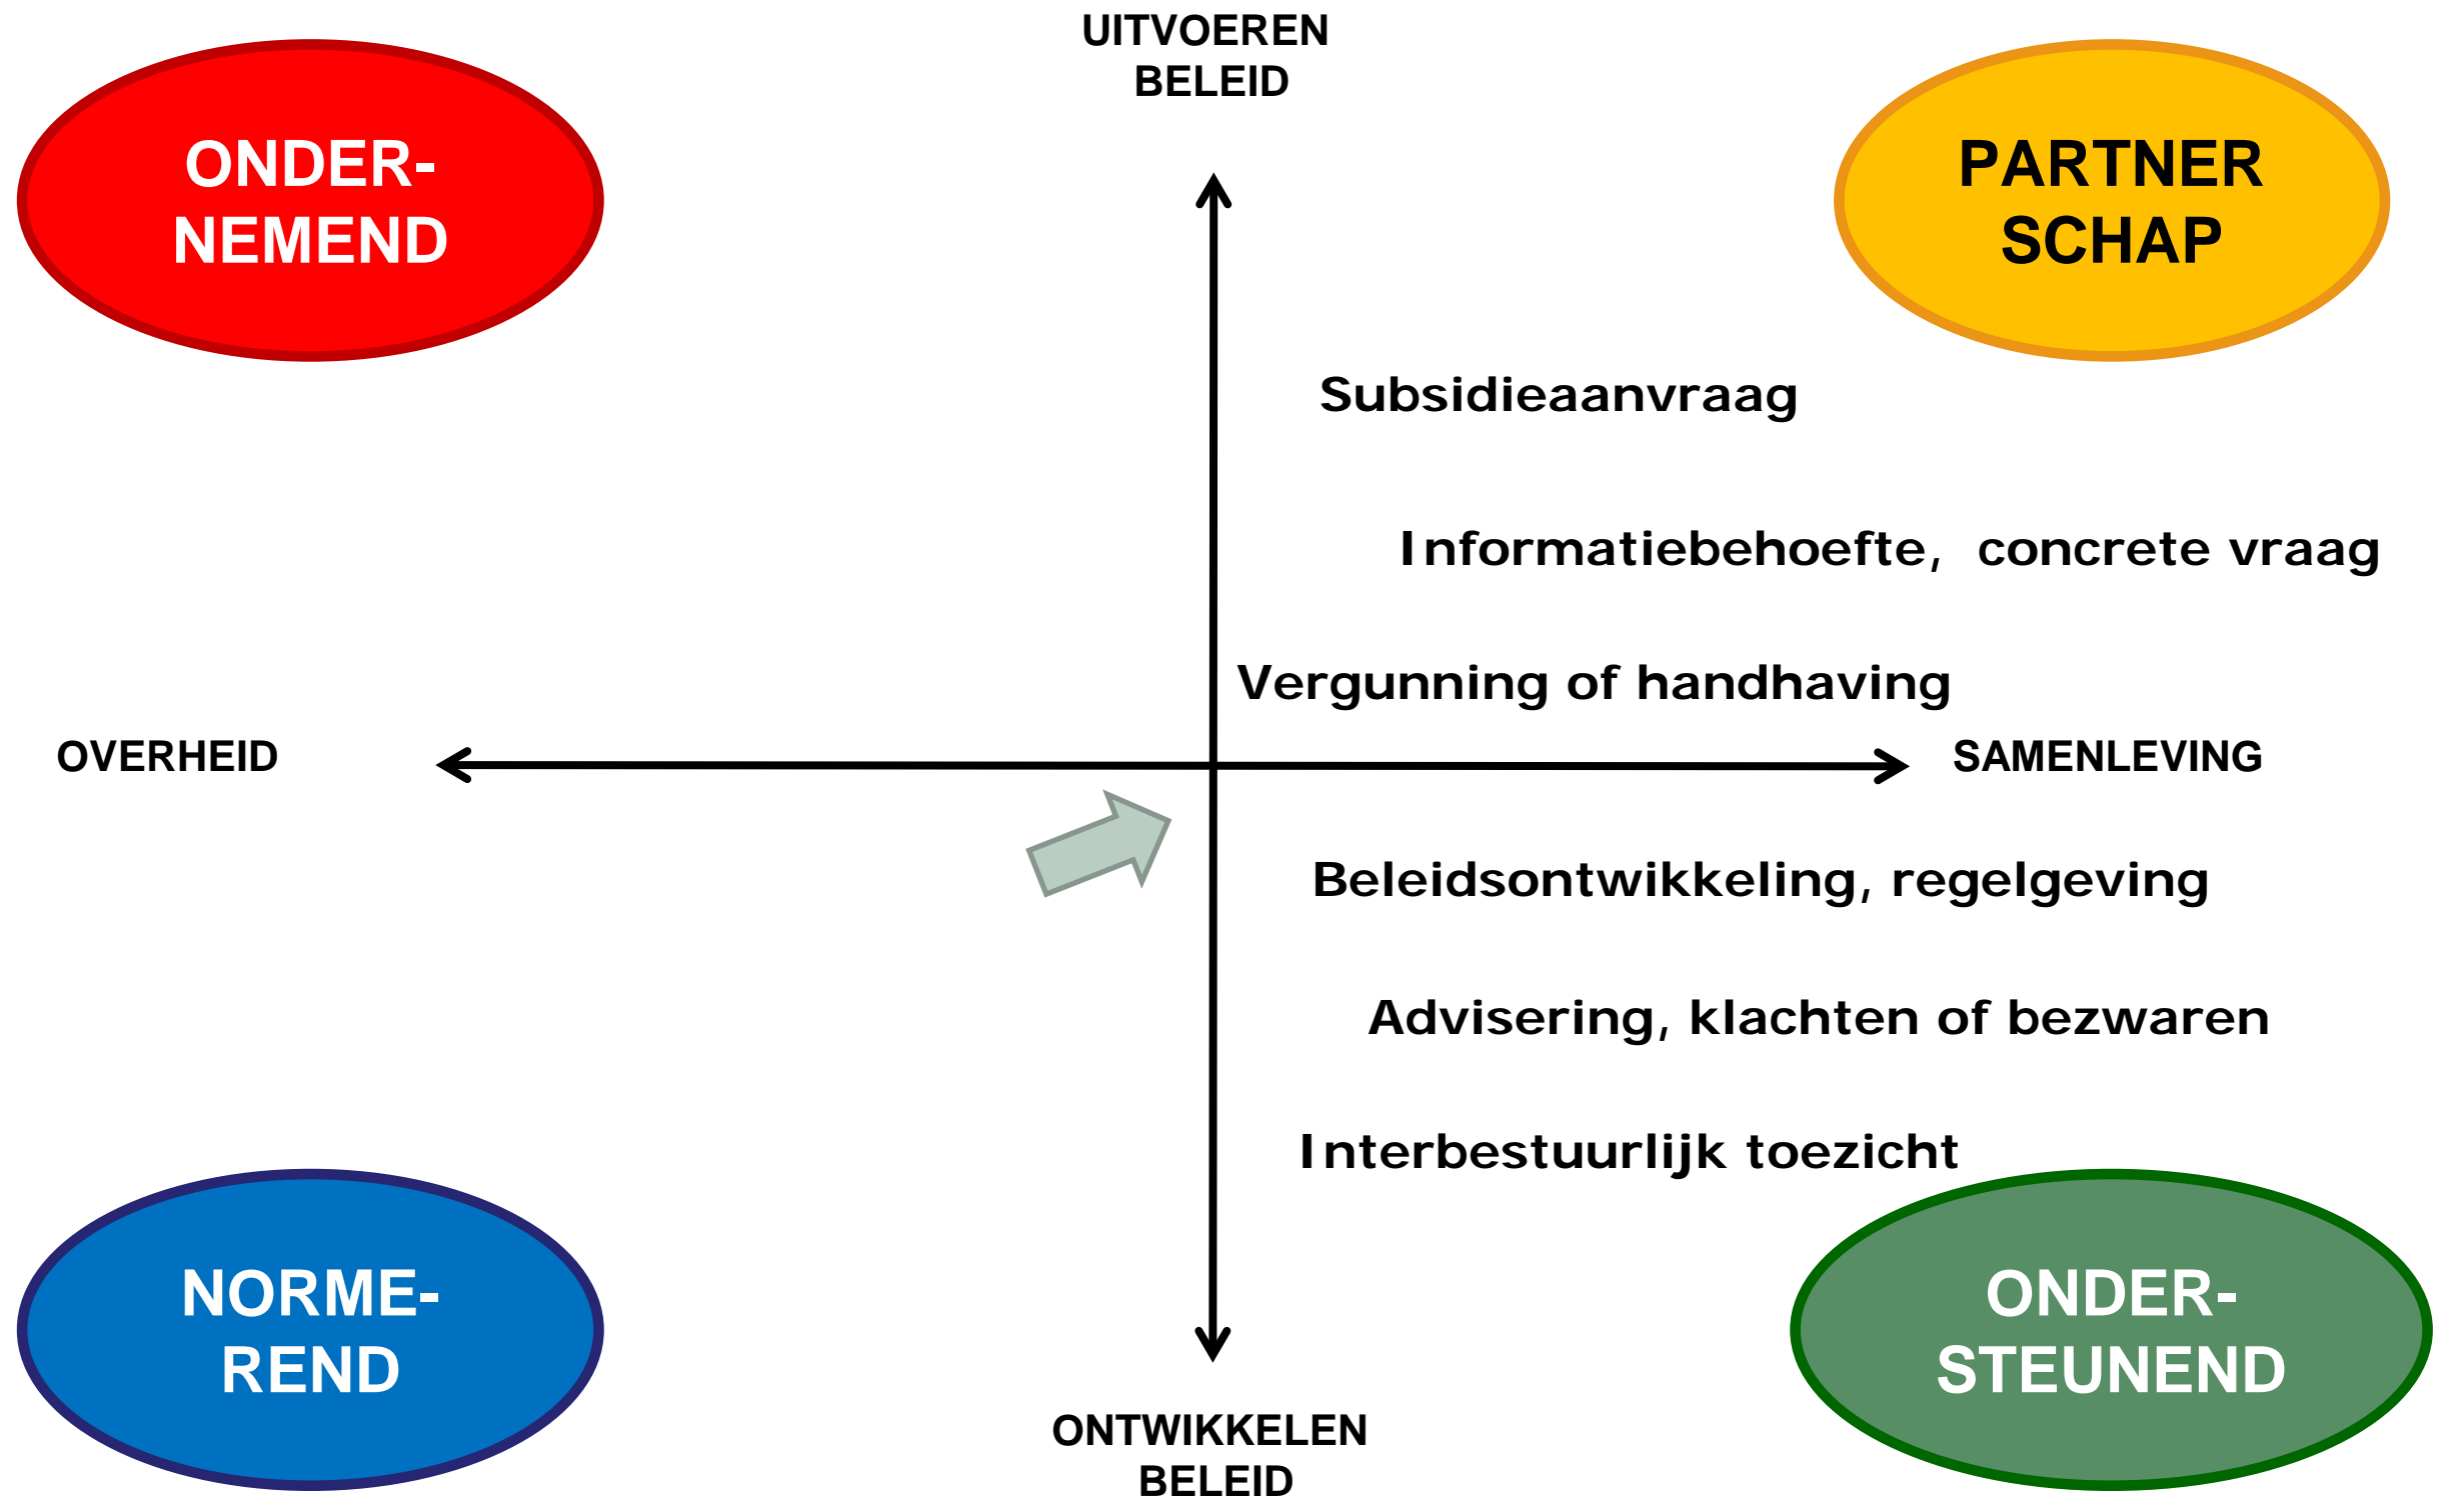 UITVOEREN
BELEID
ONDER-
NEMEND
PARTNER
SCHAP
Subsidieaanvraag
Informatiebehoefte, concrete vraag
Vergunning of handhaving
OVERHEID
SAMENLEVING
Beleidsontwikkeling, regelgeving
Advisering, klachten of bezwaren
Interbestuurlijk toezicht
NORME-
REND
ONDER-
STEUNEND
ONTWIKKELEN
BELEID